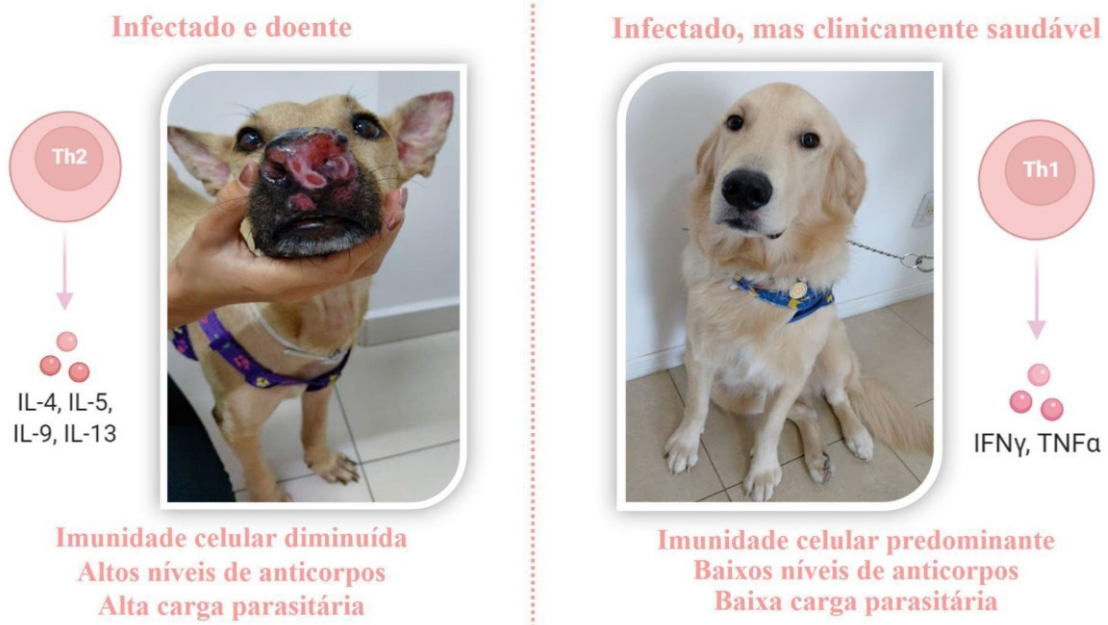 Infectado e doente
Th2
IL-4, IL-5,
IL-9, IL-13
Imunidade celular diminuída
Altos níveis de anticorpos
Alta carga parasitária
Infectado, mas clinicamente saudável
Th1
IFNγ, TNFα
Imunidade celular predominante
Baixos níveis de anticorpos
Baixa carga parasitária